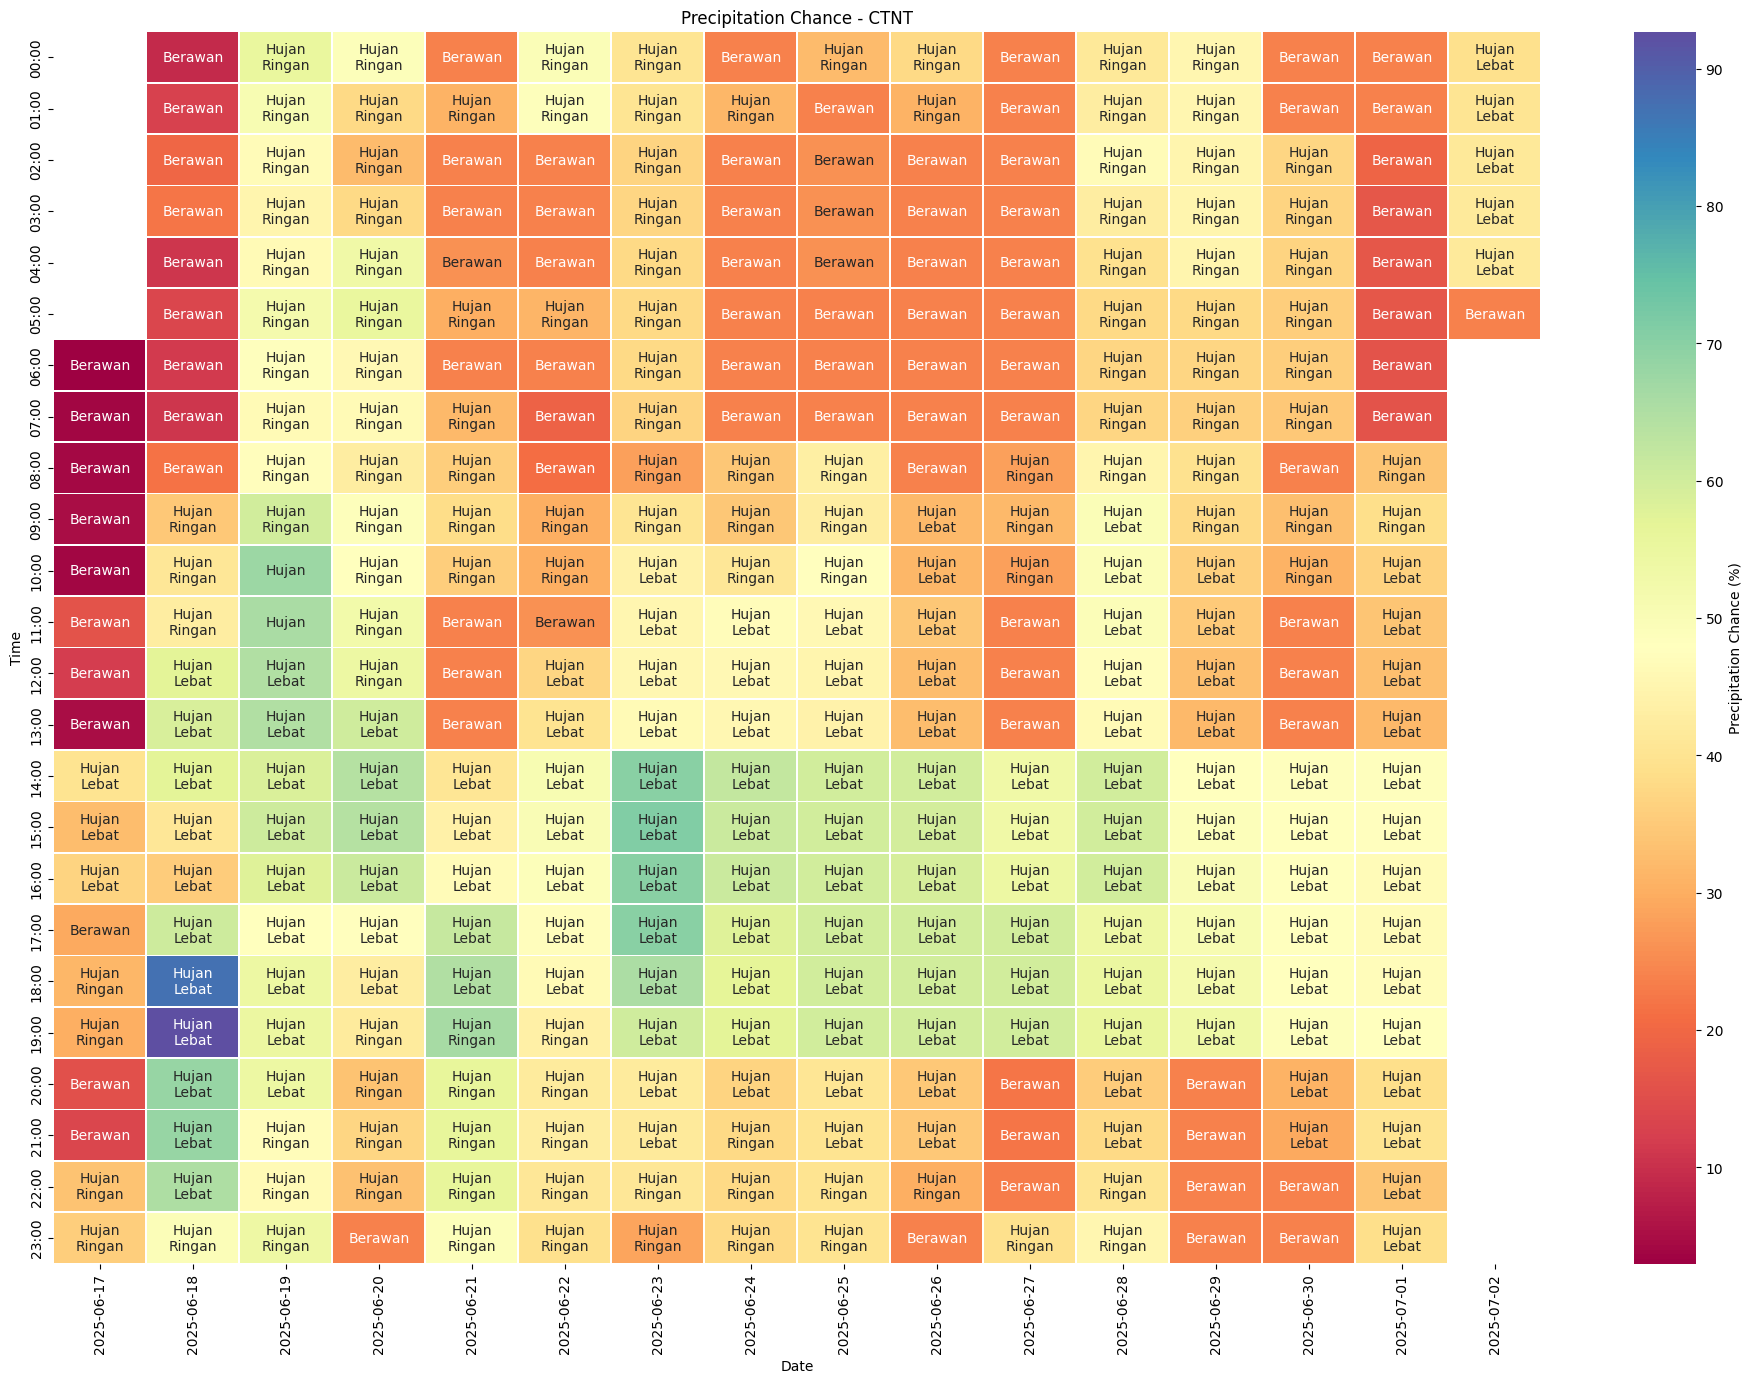 Precipitation Chance - CTNT
00:00 Berawan Hujan Ringan Hujan Ringan Berawan Hujan Ringan Hujan Ringan Berawan Hujan Ringan Hujan Ringan Berawan Hujan Ringan Hujan Ringan Berawan Berawan Hujan Lebat
01:00 Berawan Hujan Ringan Hujan Ringan Hujan Ringan Hujan Ringan Hujan Ringan Hujan Ringan Berawan Hujan Ringan Berawan Hujan Ringan Hujan Ringan Berawan Berawan Hujan Lebat
02:00 Berawan Hujan Ringan Hujan Ringan Berawan Berawan Hujan Ringan Berawan Berawan Berawan Berawan Hujan Ringan Hujan Ringan Hujan Ringan Berawan Hujan Lebat
03:00 Berawan Hujan Ringan Hujan Ringan Berawan Berawan Hujan Ringan Berawan Berawan Berawan Berawan Hujan Ringan Hujan Ringan Hujan Ringan Berawan Hujan Lebat
04:00 Berawan Hujan Ringan Hujan Ringan Berawan Berawan Hujan Ringan Berawan Berawan Berawan Berawan Hujan Ringan Hujan Ringan Hujan Ringan Berawan Hujan Lebat
05:00 Berawan Hujan Ringan Hujan Ringan Hujan Ringan Hujan Ringan Hujan Ringan Berawan Berawan Berawan Berawan Hujan Ringan Hujan Ringan Hujan Ringan Berawan Berawan
06:00 Berawan Berawan Hujan Ringan Hujan Ringan Berawan Berawan Hujan Ringan Berawan Berawan Berawan Berawan Hujan Ringan Hujan Ringan Hujan Ringan Berawan
07:00 Berawan Berawan Hujan Ringan Hujan Ringan Hujan Ringan Berawan Hujan Ringan Berawan Berawan Berawan Berawan Hujan Ringan Hujan Ringan Hujan Ringan Berawan
08:00 Berawan Berawan Hujan Ringan Hujan Ringan Hujan Ringan Berawan Hujan Ringan Hujan Ringan Hujan Ringan Berawan Hujan Ringan Hujan Ringan Hujan Ringan Berawan Hujan Ringan
09:00 Berawan Hujan Ringan Hujan Ringan Hujan Ringan Hujan Ringan Hujan Ringan Hujan Ringan Hujan Ringan Hujan Ringan Hujan Lebat Hujan Ringan Hujan Lebat Hujan Ringan Hujan Ringan Hujan Ringan
10:00 Berawan Hujan Ringan Hujan Hujan Ringan Hujan Ringan Hujan Ringan Hujan Lebat Hujan Ringan Hujan Ringan Hujan Lebat Hujan Ringan Hujan Lebat Hujan Lebat Hujan Ringan Hujan Lebat
11:00 Berawan Hujan Ringan Hujan Hujan Ringan Berawan Berawan Hujan Lebat Hujan Lebat Hujan Lebat Hujan Lebat Berawan Hujan Lebat Hujan Lebat Berawan Hujan Lebat
12:00 Berawan Hujan Lebat Hujan Lebat Hujan Ringan Berawan Hujan Lebat Hujan Lebat Hujan Lebat Hujan Lebat Hujan Lebat Berawan Hujan Lebat Hujan Lebat Berawan Hujan Lebat
13:00 Berawan Hujan Lebat Hujan Lebat Hujan Lebat Berawan Hujan Lebat Hujan Lebat Hujan Lebat Hujan Lebat Hujan Lebat Berawan Hujan Lebat Hujan Lebat Berawan Hujan Lebat
14:00 Hujan Lebat Hujan Lebat Hujan Lebat Hujan Lebat Hujan Lebat Hujan Lebat Hujan Lebat Hujan Lebat Hujan Lebat Hujan Lebat Hujan Lebat Hujan Lebat Hujan Lebat Hujan Lebat Hujan Lebat
15:00 Hujan Lebat Hujan Lebat Hujan Lebat Hujan Lebat Hujan Lebat Hujan Lebat Hujan Lebat Hujan Lebat Hujan Lebat Hujan Lebat Hujan Lebat Hujan Lebat Hujan Lebat Hujan Lebat Hujan Lebat
16:00 Hujan Lebat Hujan Lebat Hujan Lebat Hujan Lebat Hujan Lebat Hujan Lebat Hujan Lebat Hujan Lebat Hujan Lebat Hujan Lebat Hujan Lebat Hujan Lebat Hujan Lebat Hujan Lebat Hujan Lebat
17:00 Berawan Hujan Lebat Hujan Lebat Hujan Lebat Hujan Lebat Hujan Lebat Hujan Lebat Hujan Lebat Hujan Lebat Hujan Lebat Hujan Lebat Hujan Lebat Hujan Lebat Hujan Lebat Hujan Lebat
18:00 Hujan Ringan Hujan Lebat Hujan Lebat Hujan Lebat Hujan Lebat Hujan Lebat Hujan Lebat Hujan Lebat Hujan Lebat Hujan Lebat Hujan Lebat Hujan Lebat Hujan Lebat Hujan Lebat Hujan Lebat
19:00 Hujan Ringan Hujan Lebat Hujan Lebat Hujan Ringan Hujan Ringan Hujan Ringan Hujan Lebat Hujan Lebat Hujan Lebat Hujan Lebat Hujan Lebat Hujan Lebat Hujan Lebat Hujan Lebat Hujan Lebat
20:00 Berawan Hujan Lebat Hujan Lebat Hujan Ringan Hujan Ringan Hujan Ringan Hujan Lebat Hujan Lebat Hujan Lebat Hujan Lebat Berawan Hujan Lebat Berawan Hujan Lebat Hujan Lebat
21:00 Berawan Hujan Lebat Hujan Ringan Hujan Ringan Hujan Ringan Hujan Ringan Hujan Lebat Hujan Ringan Hujan Lebat Hujan Lebat Berawan Hujan Lebat Berawan Hujan Lebat Hujan Lebat
22:00 Hujan Ringan Hujan Lebat Hujan Ringan Hujan Ringan Hujan Ringan Hujan Ringan Hujan Ringan Hujan Ringan Hujan Ringan Hujan Ringan Berawan Hujan Ringan Berawan Berawan Hujan Lebat
23:00 Hujan Ringan Hujan Ringan Hujan Ringan Berawan Hujan Ringan Hujan Ringan Hujan Ringan Hujan Ringan Hujan Ringan Berawan Hujan Ringan Hujan Ringan Berawan Berawan Hujan Lebat
2025-06-17 2025-06-18 2025-06-19 2025-06-20 2025-06-21 2025-06-22 2025-06-23 2025-06-24 2025-06-25 2025-06-26 2025-06-27 2025-06-28 2025-06-29 2025-06-30 2025-07-01 2025-07-02
Time
Date
90
80
70
60
50
40
30
20
10
Precipitation Chance (%)